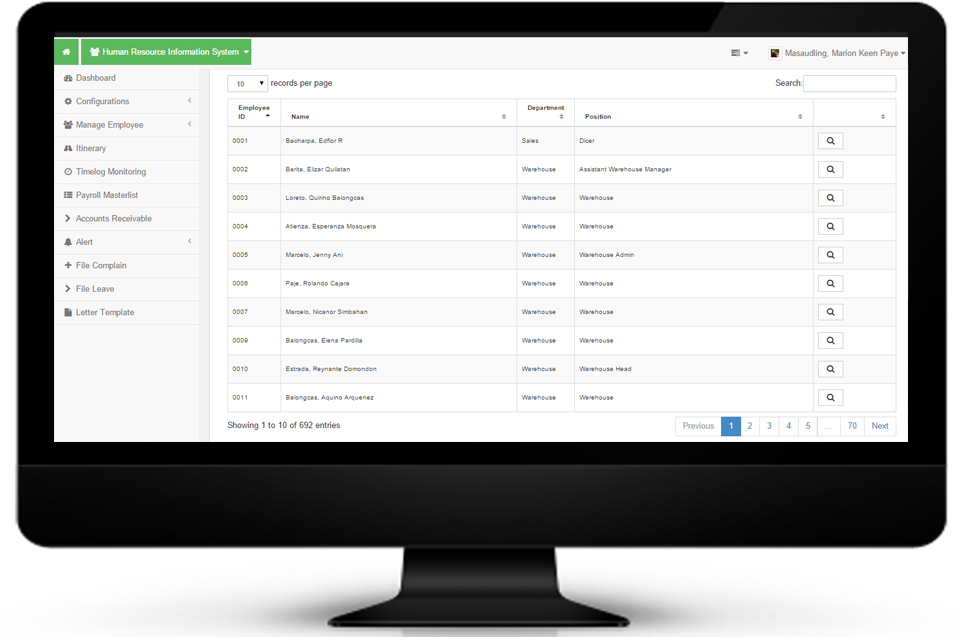 Human Resource Information System
Masaudling, Marion Keen Paye
Dashboard
Configurations
Manage Employee
Itinerary
Timelog Monitoring
Payroll Masterlist
Accounts Receivable
Alert
File Complain
File Leave
Letter Template
10 records per page
Search:
Employee ID Name Department Position
0001 Bacharpa, Edflor R Sales Dicer
0002 Barita, Elizar Quilatan Warehouse Assistant Warehouse Manager
0003 Loreto, Quirino Balongcas Warehouse Warehouse
0004 Atienza, Esperanza Mosquera Warehouse Warehouse
0005 Marcelo, Jenny Ani Warehouse Warehouse Admin
0006 Paje, Rolando Cajara Warehouse Warehouse
0007 Marcelo, Nicanor Simbahan Warehouse Warehouse
0009 Balongcas, Elena Pardilla Warehouse Warehouse
0010 Estrada, Reynante Domondon Warehouse Warehouse Head
0011 Balongcas, Aquino Arquenez Warehouse Warehouse
Showing 1 to 10 of 692 entries
Previous 1 2 3 4 5 ... 70 Next